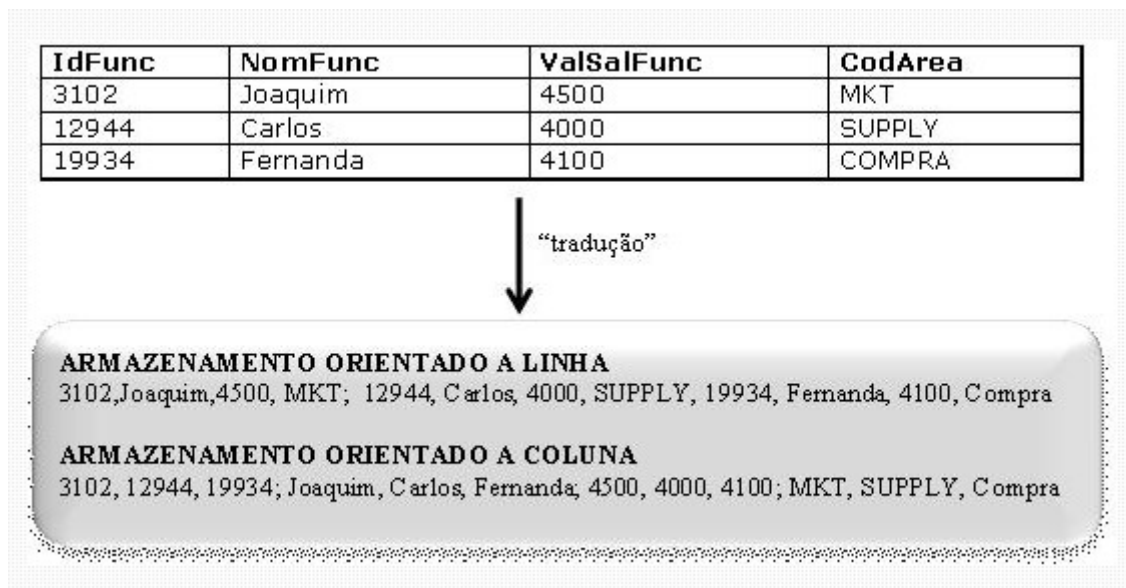 IdFunc NomFunc ValSalFunc CodArea
3102 Joaquim 4500 MKT
12944 Carlos 4000 SUPPLY
19934 Fernanda 4100 COMPRA
“tradução”
ARMAZENAMENTO ORIENTADO A LINHA
3102,Joaquim,4500, MKT; 12944, Carlos, 4000, SUPPLY, 19934, Fernanda, 4100, Compra
ARMAZENAMENTO ORIENTADO A COLUNA
3102, 12944, 19934; Joaquim, Carlos, Fernanda; 4500, 4000, 4100; MKT, SUPPLY, Compra